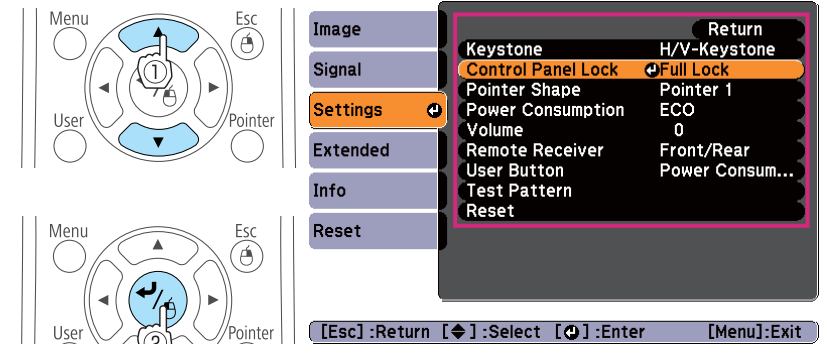 Menu
Esc
1
User
Pointer
Menu
Esc
User
Pointer
2
Image
Signal
Settings
Extended
Info
Reset
Return
Keystone H/V-Keystone
Control Panel Lock Full Lock
Pointer Shape Pointer 1
Power Consumption ECO
Volume 0
Remote Receiver Front/Rear
User Button Power Consum...
Test Pattern
Reset
[Esc] :Return [ ] :Select [ ] :Enter [Menu]:Exit